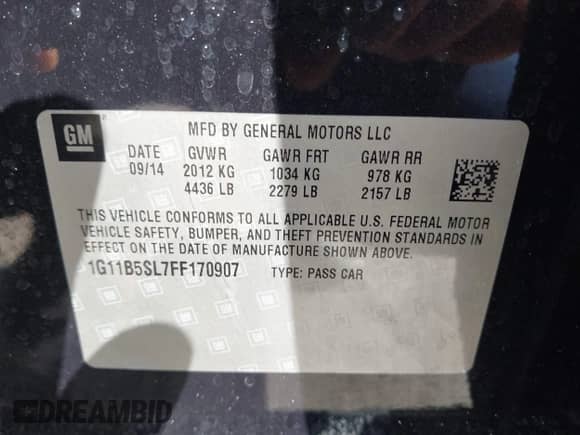 GM
MFD BY GENERAL MOTORS LLC
DATE GVWR GAWR FRT GAWR RR
09/14 2012 KG 1034 KG 978 KG
4436 LB 2279 LB 2157 LB
THIS VEHICLE CONFORMS TO ALL APPLICABLE U.S. FEDERAL MOTOR
VEHICLE SAFETY, BUMPER, AND THEFT PREVENTION STANDARDS IN
EFFECT ON THE DATE OF MANUFACTURE SHOWN ABOVE.
1G11B5SL7FF170907 TYPE: PASS CAR
DREAMBID